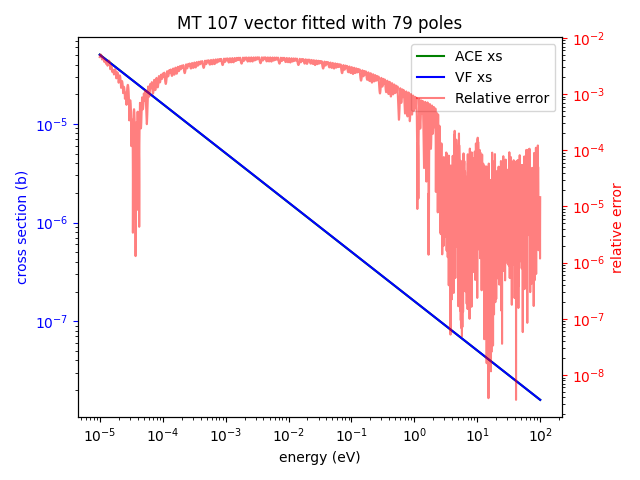 MT 107 vector fitted with 79 poles
ACE xs
VF xs
Relative error
cross section (b)
10⁻⁵
10⁻⁶
10⁻⁷
relative error
10⁻²
10⁻³
10⁻⁴
10⁻⁵
10⁻⁶
10⁻⁷
10⁻⁸
10⁻⁵ 10⁻⁴ 10⁻³ 10⁻² 10⁻¹ 10⁰ 10¹ 10²
energy (eV)